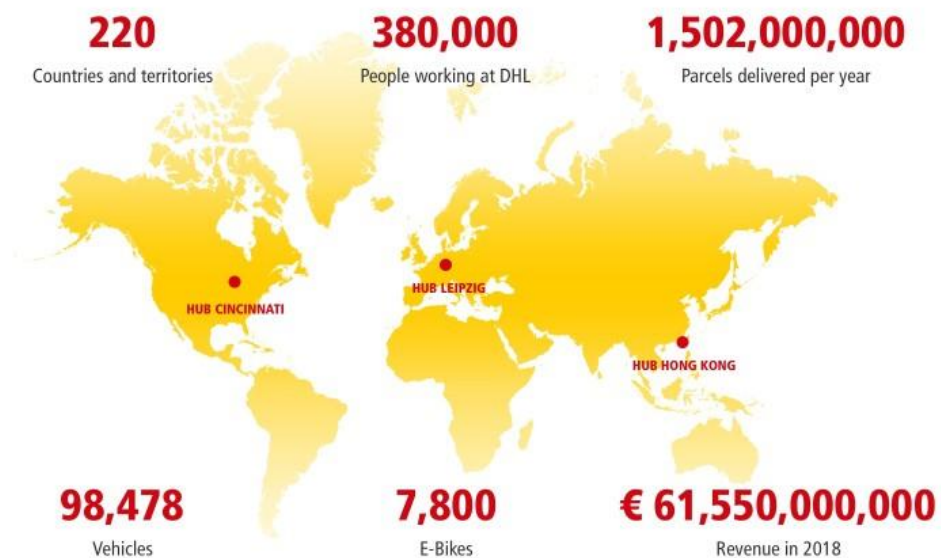 220
Countries and territories
380,000
People working at DHL
1,502,000,000
Parcels delivered per year
HUB CINCINNATI
HUB LEIPZIG
HUB HONG KONG
98,478
Vehicles
7,800
E-Bikes
€ 61,550,000,000
Revenue in 2018